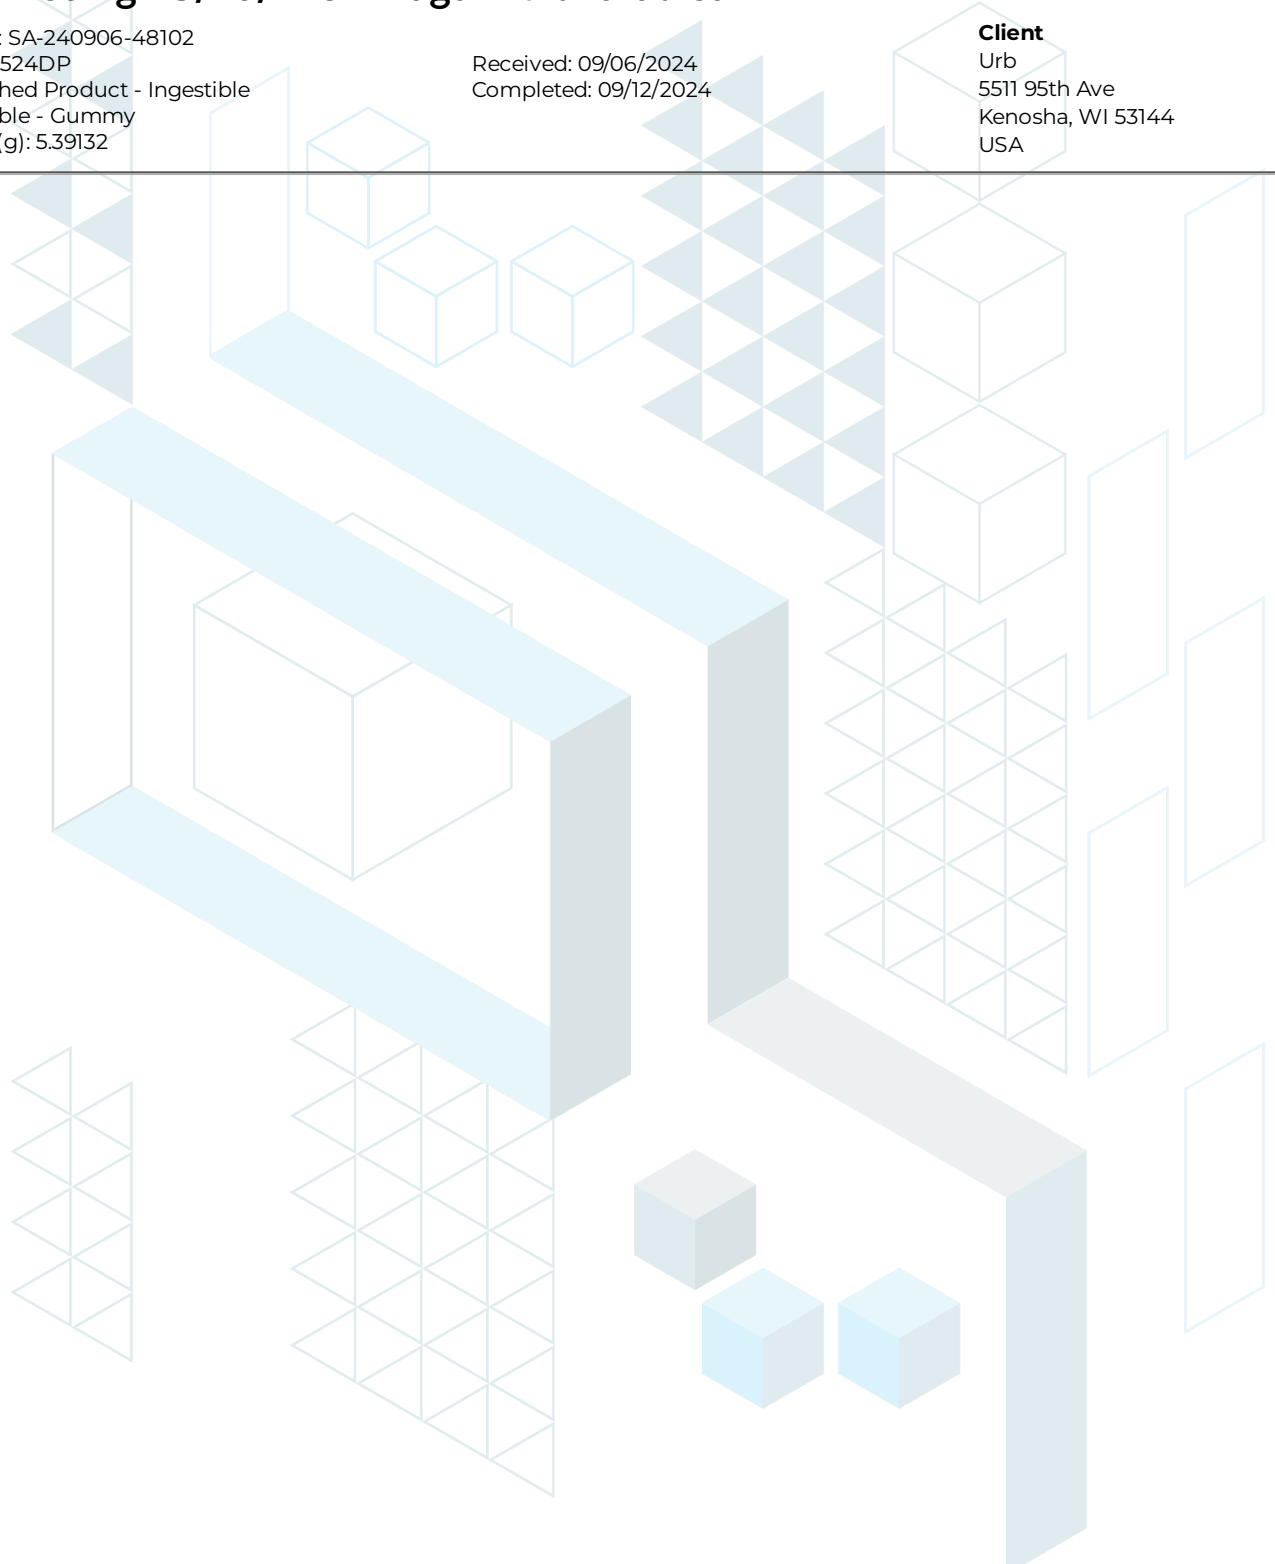 : SA-240906-48102
524DP
hed Product - Ingestible
ble - Gummy
(g): 5.39132
Received: 09/06/2024
Completed: 09/12/2024
Client
Urb
5511 95th Ave
Kenosha, WI 53144
USA